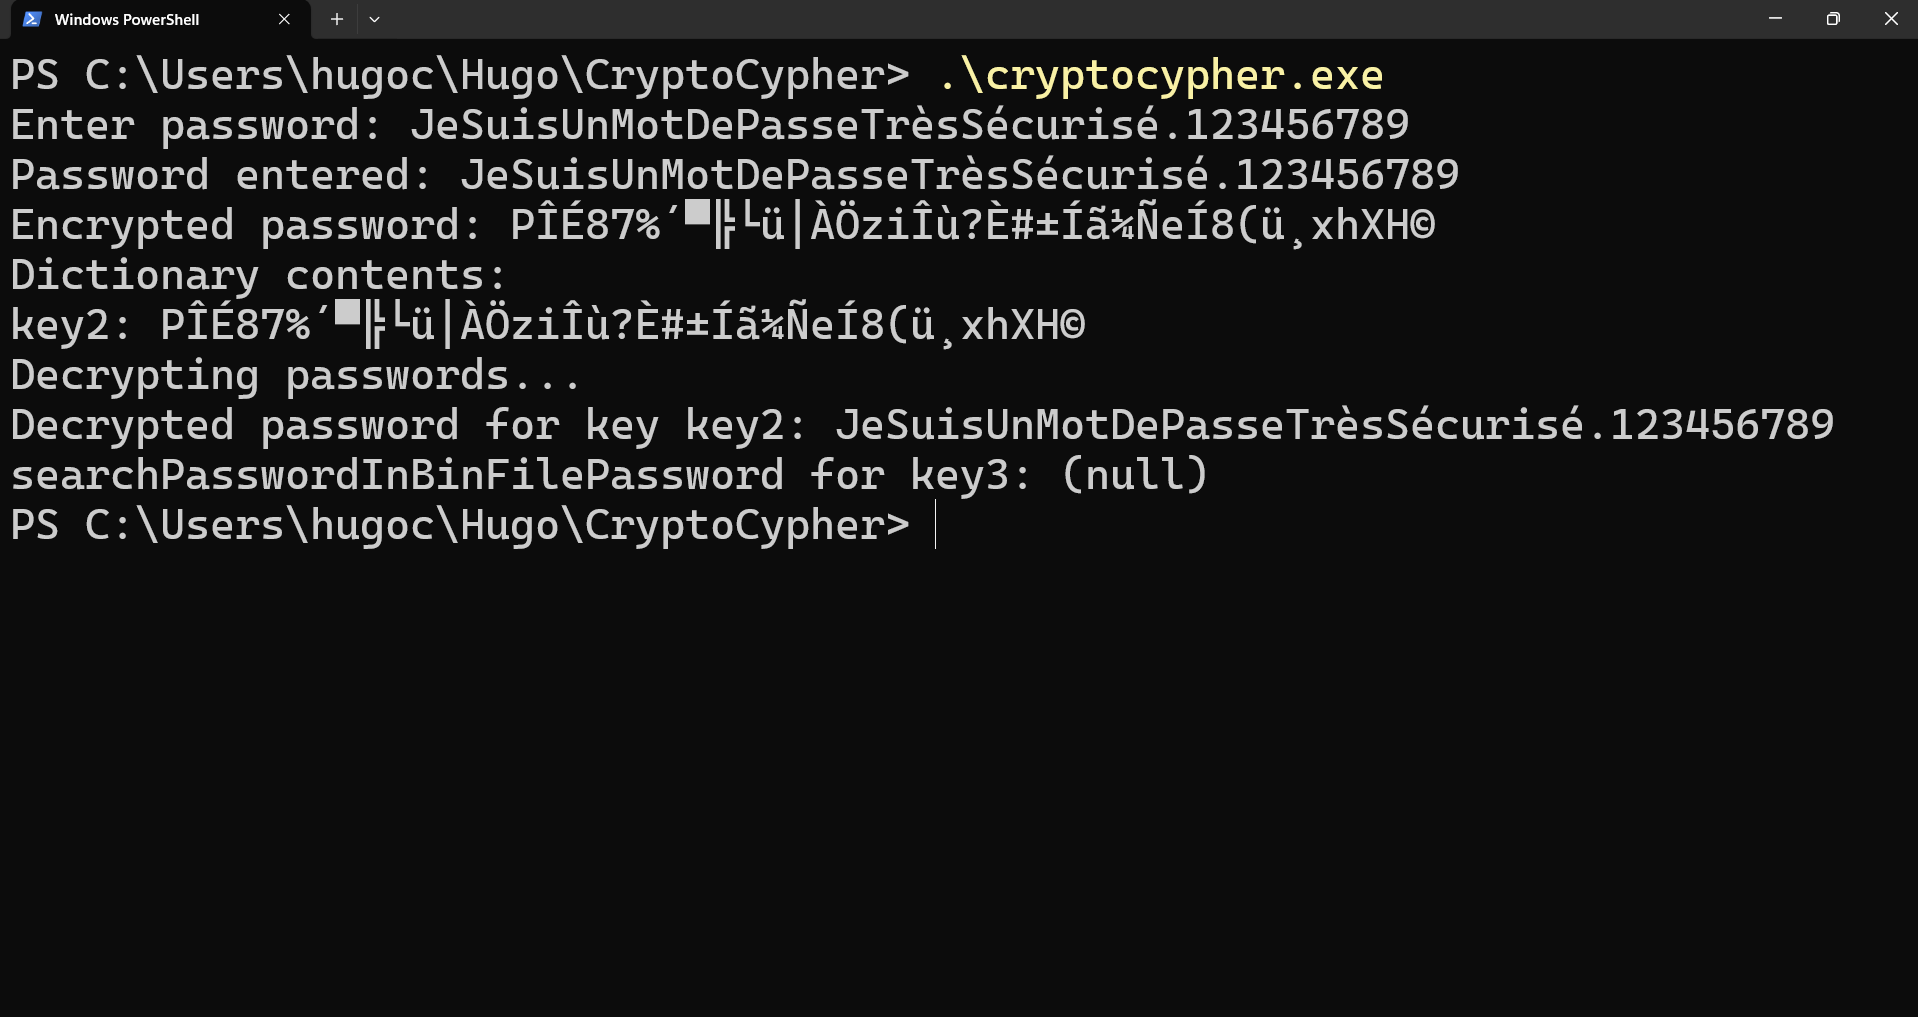 Windows PowerShell
PS C:\Users\hugoc\Hugo\CryptoCypher> .\cryptocypher.exe
Enter password: JeSuisUnMotDePasseTrèsSécurisé.123456789
Password entered: JeSuisUnMotDePasseTrèsSécurisé.123456789
Encrypted password: PÎÉ87%´▀╠└ü│ÀÖziÎù?È#±Íã¼ÑeÍ8(ü¸xhXH©
Dictionary contents:
key2: PÎÉ87%´▀╠└ü│ÀÖziÎù?È#±Íã¼ÑeÍ8(ü¸xhXH©
Decrypting passwords...
Decrypted password for key key2: JeSuisUnMotDePasseTrèsSécurisé.123456789
searchPasswordInBinFilePassword for key3: (null)
PS C:\Users\hugoc\Hugo\CryptoCypher>